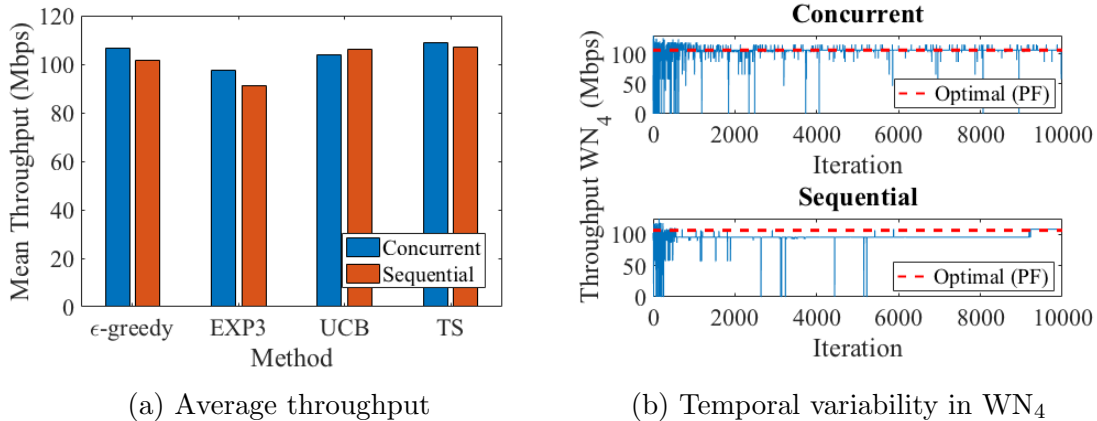 120
100
80
60
40
20
0
Mean Throughput (Mbps)
Concurrent
Sequential
ϵ-greedy EXP3 UCB TS
Method
(a) Average throughput
Concurrent
100
50
0
Optimal (PF)
0 2000 4000 6000 8000 10000
Iteration
Throughput WN4 (Mbps)
Sequential
100
50
0
Optimal (PF)
0 2000 4000 6000 8000 10000
Iteration
(b) Temporal variability in WN4